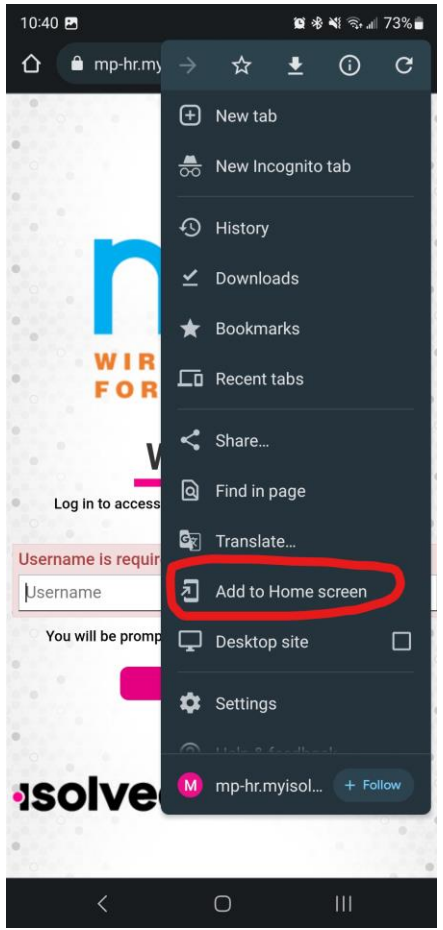 10:40
73%
mp-hr.my
New tab
New Incognito tab
History
Downloads
Bookmarks
Recent tabs
WIR
FOR
Share...
Find in page
Log in to access
Translate...
Username is requir
Add to Home screen
Username
Desktop site
You will be promp
Settings
Help & feedback
M
mp-hr.myisol...
+ Follow
isolve